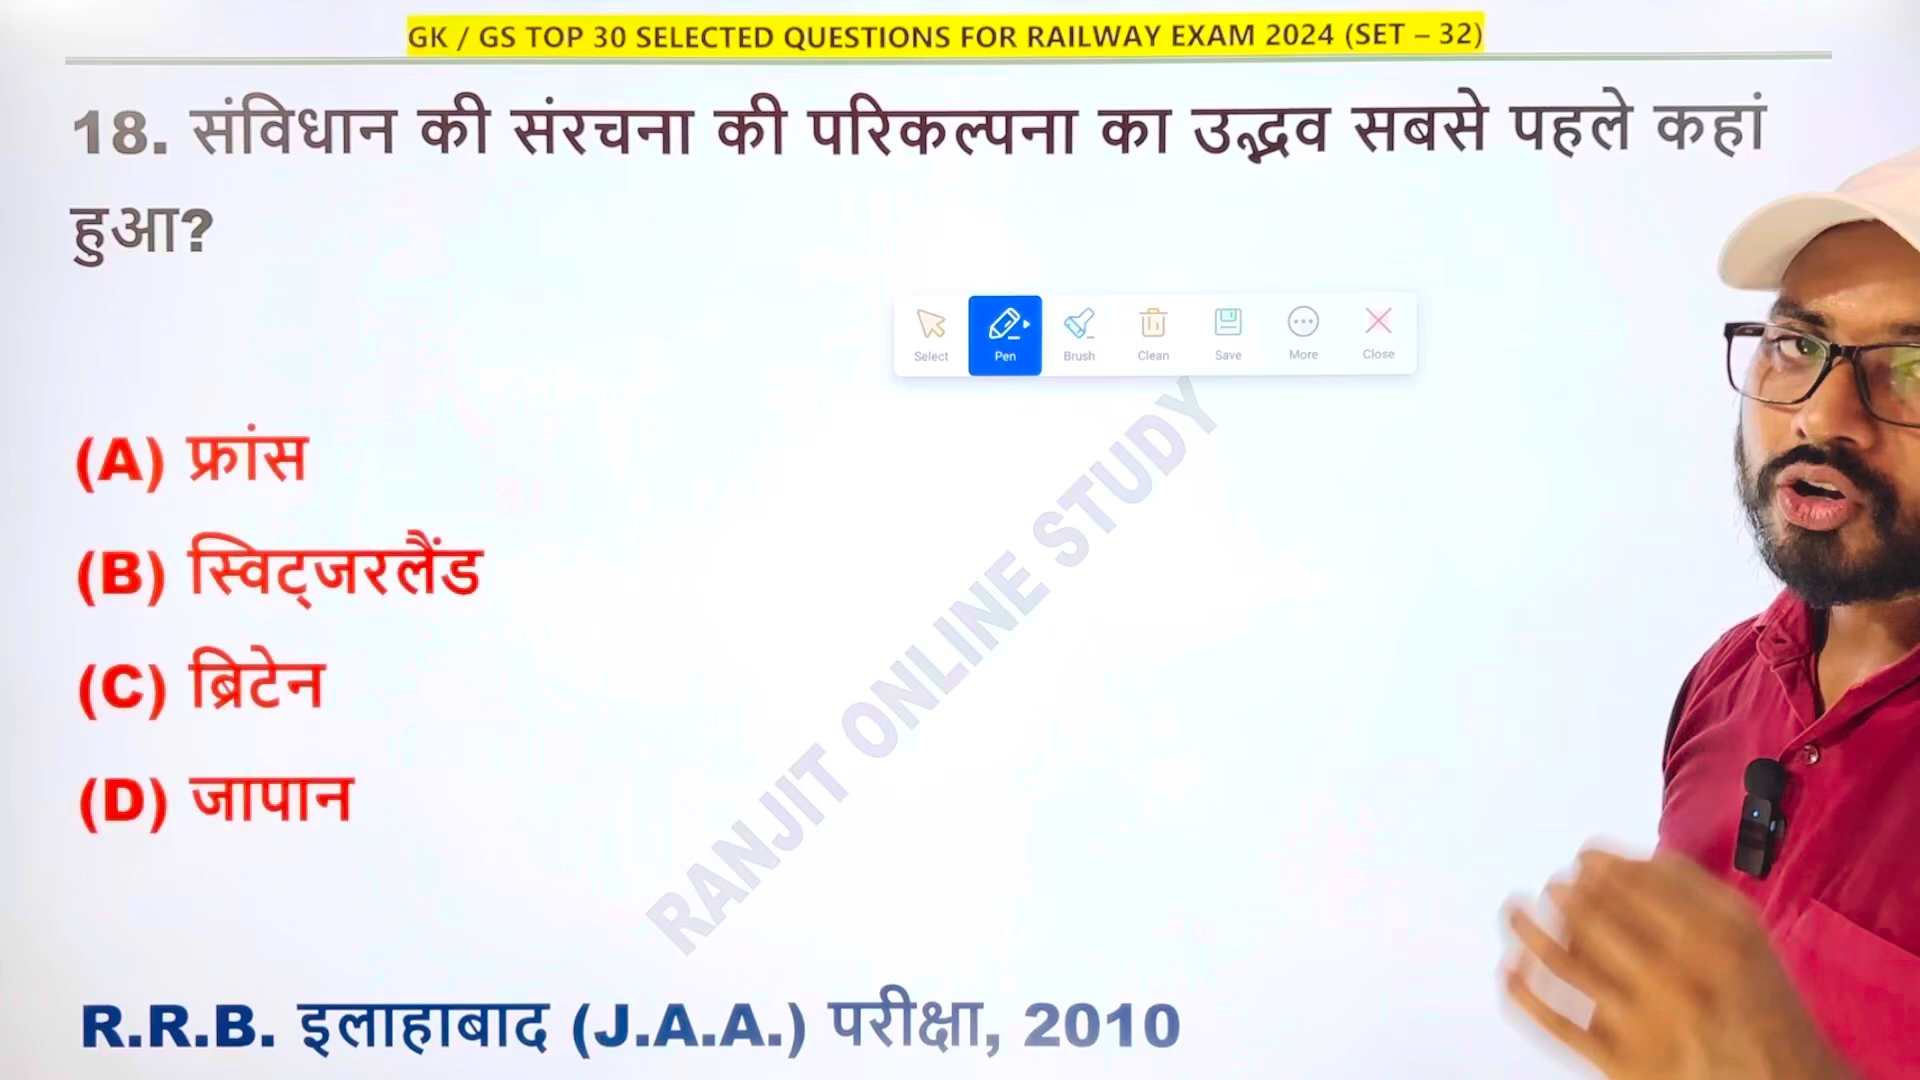 GK / GS TOP 30 SELECTED QUESTIONS FOR RAILWAY EXAM 2024 (SET – 32)
18. संविधान की संरचना की परिकल्पना का उद्भव सबसे पहले कहां
हुआ?
Select Pen Brush Clean Save More Close
(A) फ्रांस
(B) स्विट्जरलैंड
(C) ब्रिटेन
(D) जापान
RANJIT ONLINE STUDY
R.R.B. इलाहाबाद (J.A.A.) परीक्षा, 2010